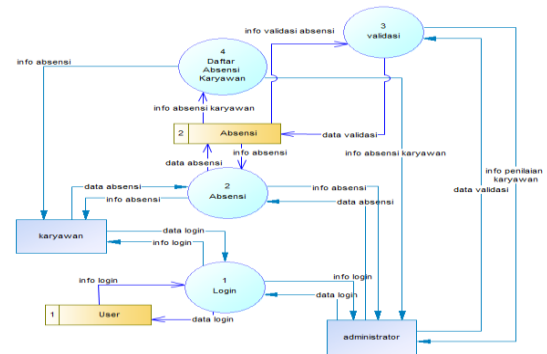 info validasi absensi
3
validasi
4
Daftar
Absensi
Karyawan
info absensi
info absensi karyawan
2 Absensi
data validasi
info absensi
data absensi
info absensi karyawan
info penilaian
karyawan
data validasi
2
Absensi
data absensi
info absensi
info absensi
data absensi
karyawan
data login
info login
1
Login
info login
data login
info login
1 User
data login
administrator